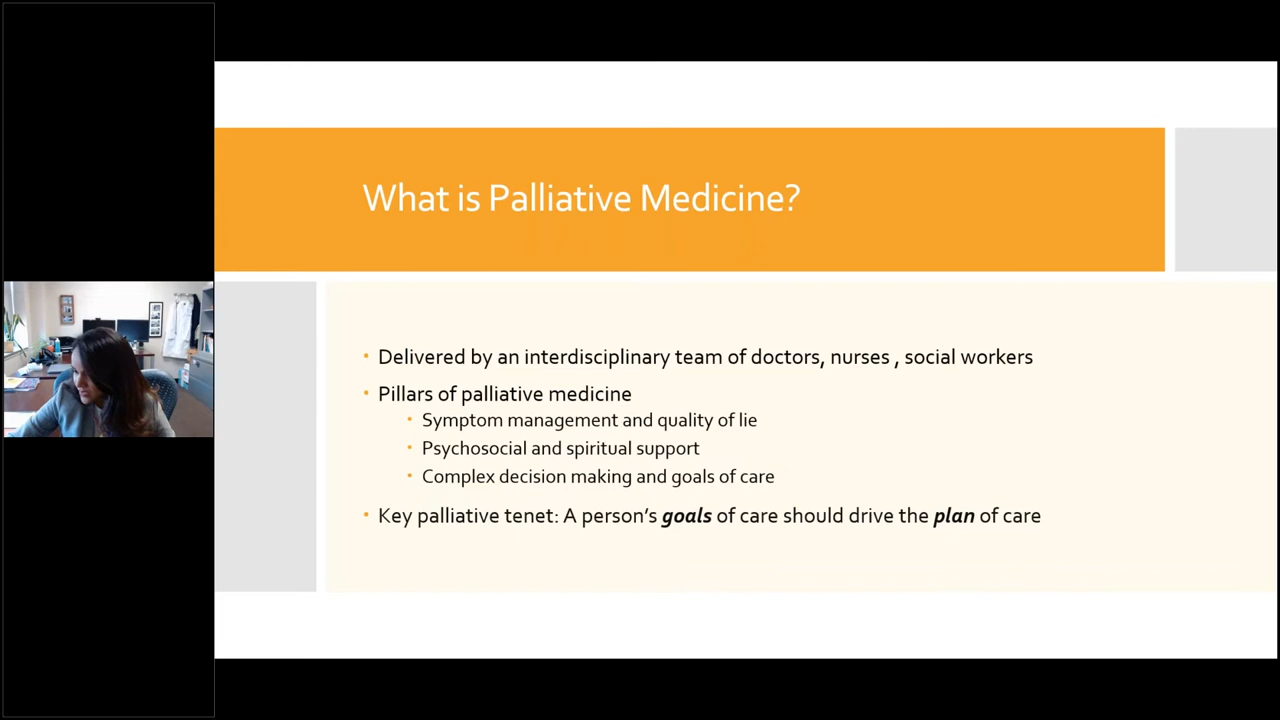 What is Palliative Medicine?
Delivered by an interdisciplinary team of doctors, nurses , social workers
Pillars of palliative medicine
Symptom management and quality of lie
Psychosocial and spiritual support
Complex decision making and goals of care
Key palliative tenet: A person's goals of care should drive the plan of care